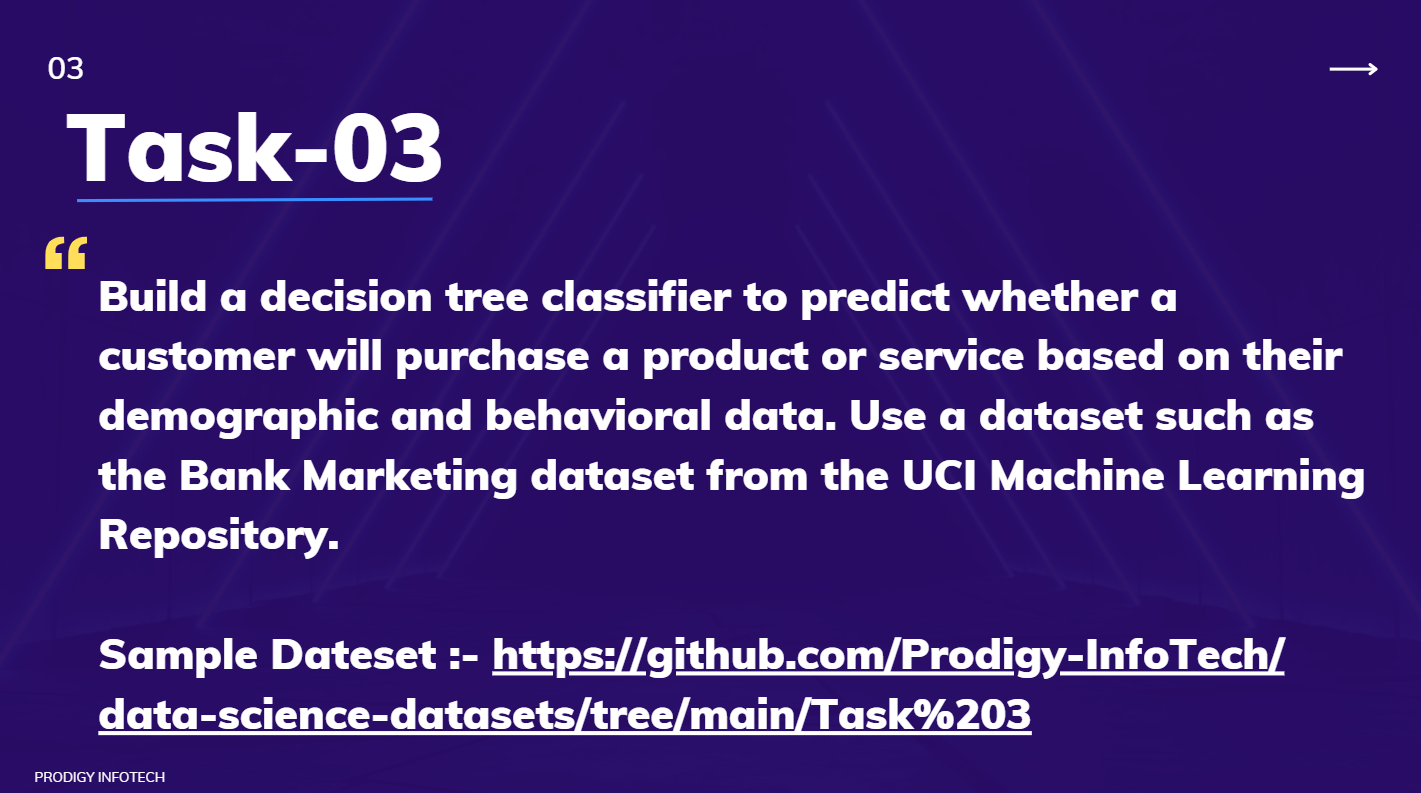 03
Task-03
“
Build a decision tree classifier to predict whether a
customer will purchase a product or service based on their
demographic and behavioral data. Use a dataset such as
the Bank Marketing dataset from the UCI Machine Learning
Repository.
Sample Dateset :- https://github.com/Prodigy-InfoTech/
data-science-datasets/tree/main/Task%203
PRODIGY INFOTECH